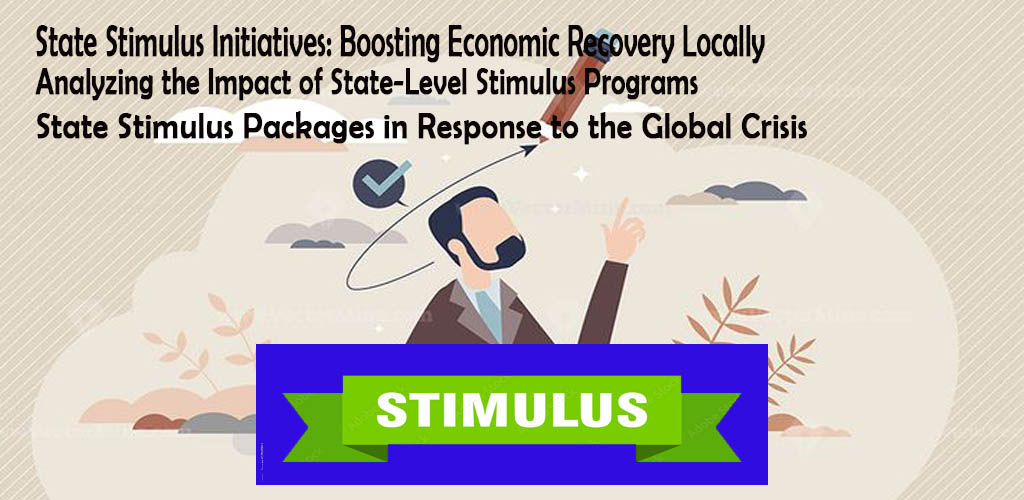 State Stimulus Initiatives: Boosting Economic Recovery Locally
Analyzing the Impact of State-Level Stimulus Programs
State Stimulus Packages in Response to the Global Crisis
STIMULUS